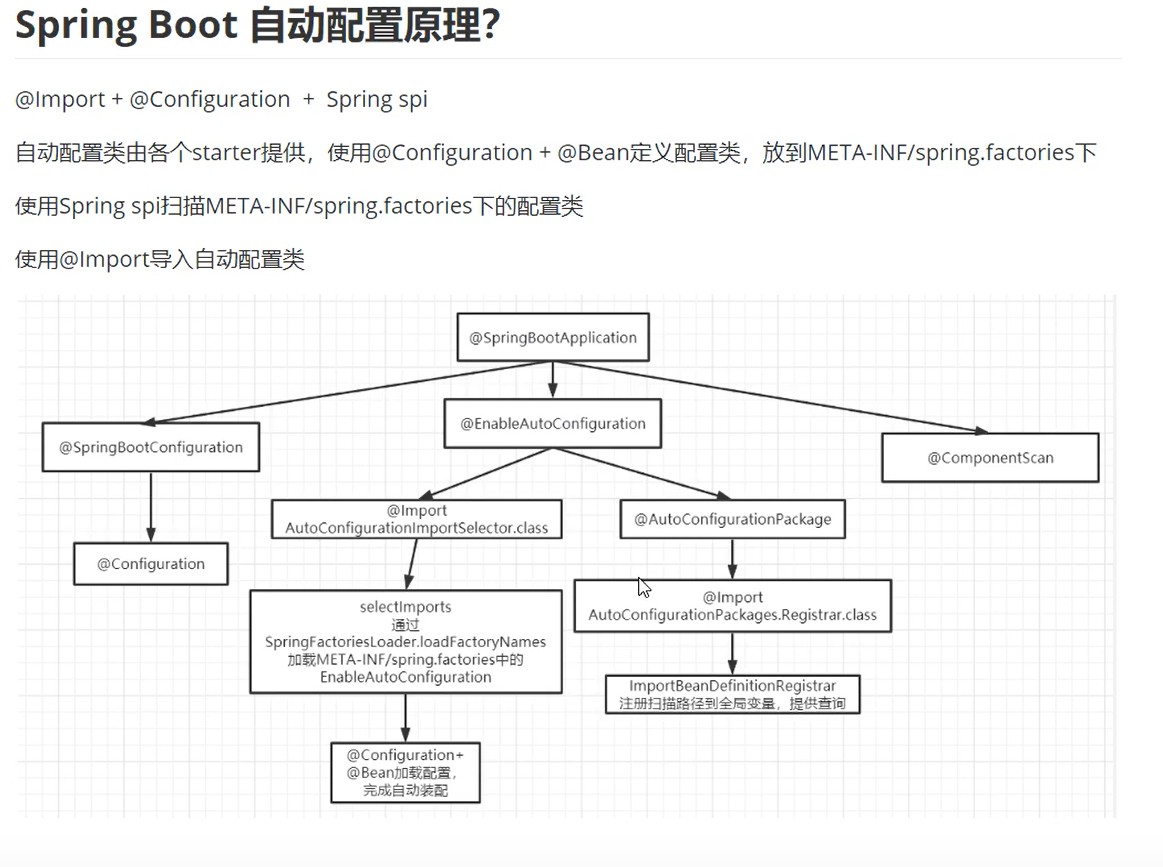 Spring Boot 自动配置原理?
@Import + @Configuration + Spring spi
自动配置类由各个starter提供，使用@Configuration + @Bean定义配置类，放到META-INF/spring.factories下
使用Spring spi扫描META-INF/spring.factories下的配置类
使用@Import导入自动配置类
@SpringBootApplication
@SpringBootConfiguration
@EnableAutoConfiguration
@ComponentScan
@Import
AutoConfigurationImportSelector.class
@AutoConfigurationPackage
@Configuration
selectImports
通过
SpringFactoriesLoader.loadFactoryNames
加载META-INF/spring.factories中的
EnableAutoConfiguration
@Import
AutoConfigurationPackages.Registrar.class
ImportBeanDefinitionRegistrar
注册扫描路径到全局变量，提供查询
@Configuration+
@Bean加载配置，
完成自动装配